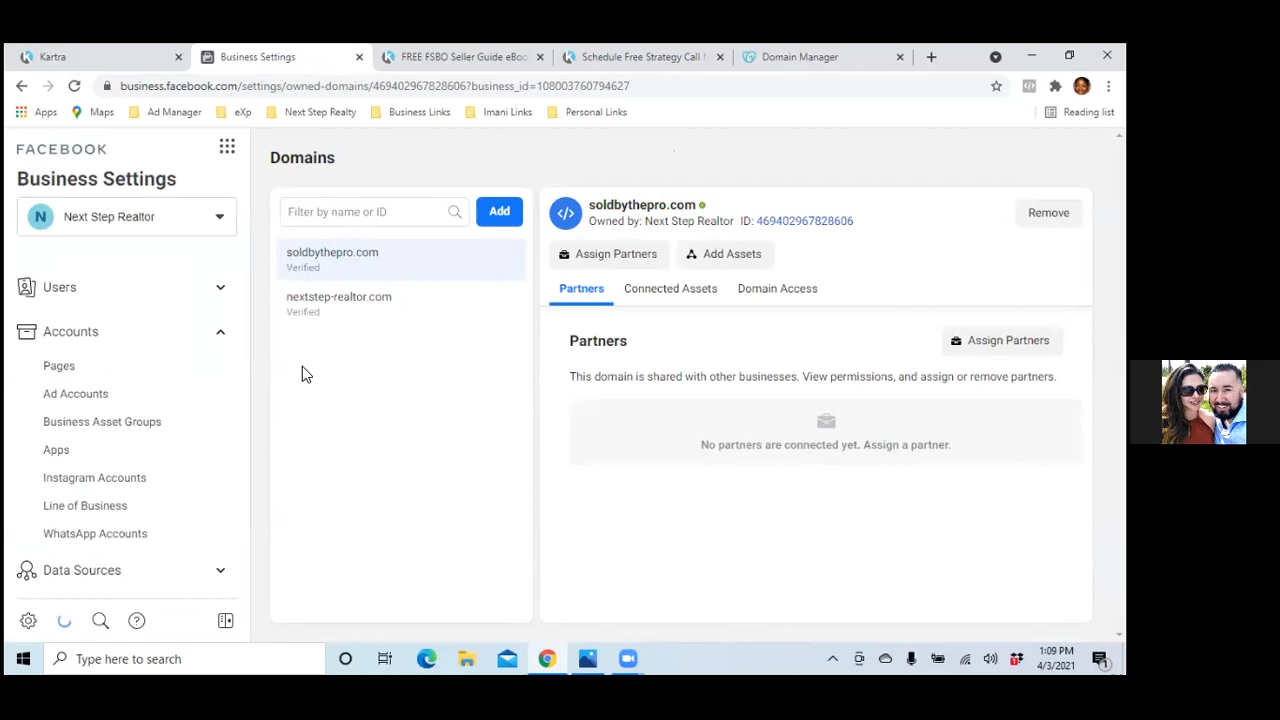 Kartra
Business Settings
FREE FSBO Seller Guide eBo
Schedule Free Strategy Call
Domain Manager
business.facebook.com/settings/owned-domains/469402967828606?business_id=108003760794627
Apps
Maps
Ad Manager
eXp
Next Step Realty
Business Links
Imani Links
Personal Links
Reading list
FACEBOOK
Business Settings
N Next Step Realtor
Users
Accounts
Pages
Ad Accounts
Business Asset Groups
Apps
Instagram Accounts
Line of Business
WhatsApp Accounts
Data Sources
Domains
Filter by name or ID
Add
soldbythepro.com
Verified
nextstep-realtor.com
Verified
soldbythepro.com
Owned by: Next Step Realtor ID: 469402967828606
Remove
Assign Partners
Add Assets
Partners
Connected Assets
Domain Access
Partners
Assign Partners
This domain is shared with other businesses. View permissions, and assign or remove partners.
No partners are connected yet. Assign a partner.
Type here to search
1:09 PM
4/3/2021
1